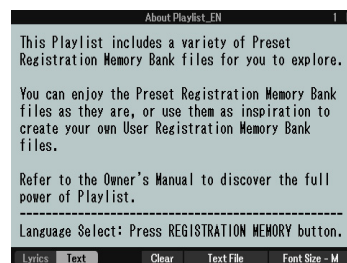 About Playlist_EN 1
This Playlist includes a variety of Preset
Registration Memory Bank files for you to explore.
You can enjoy the Preset Registration Memory Bank
files as they are, or use them as inspiration to
create your own User Registration Memory Bank
files.
Refer to the Owner's Manual to discover the full
power of Playlist.
--------------------------------------------------
Language Select: Press REGISTRATION MEMORY button.
Lyrics Text Clear Text File Font Size - M